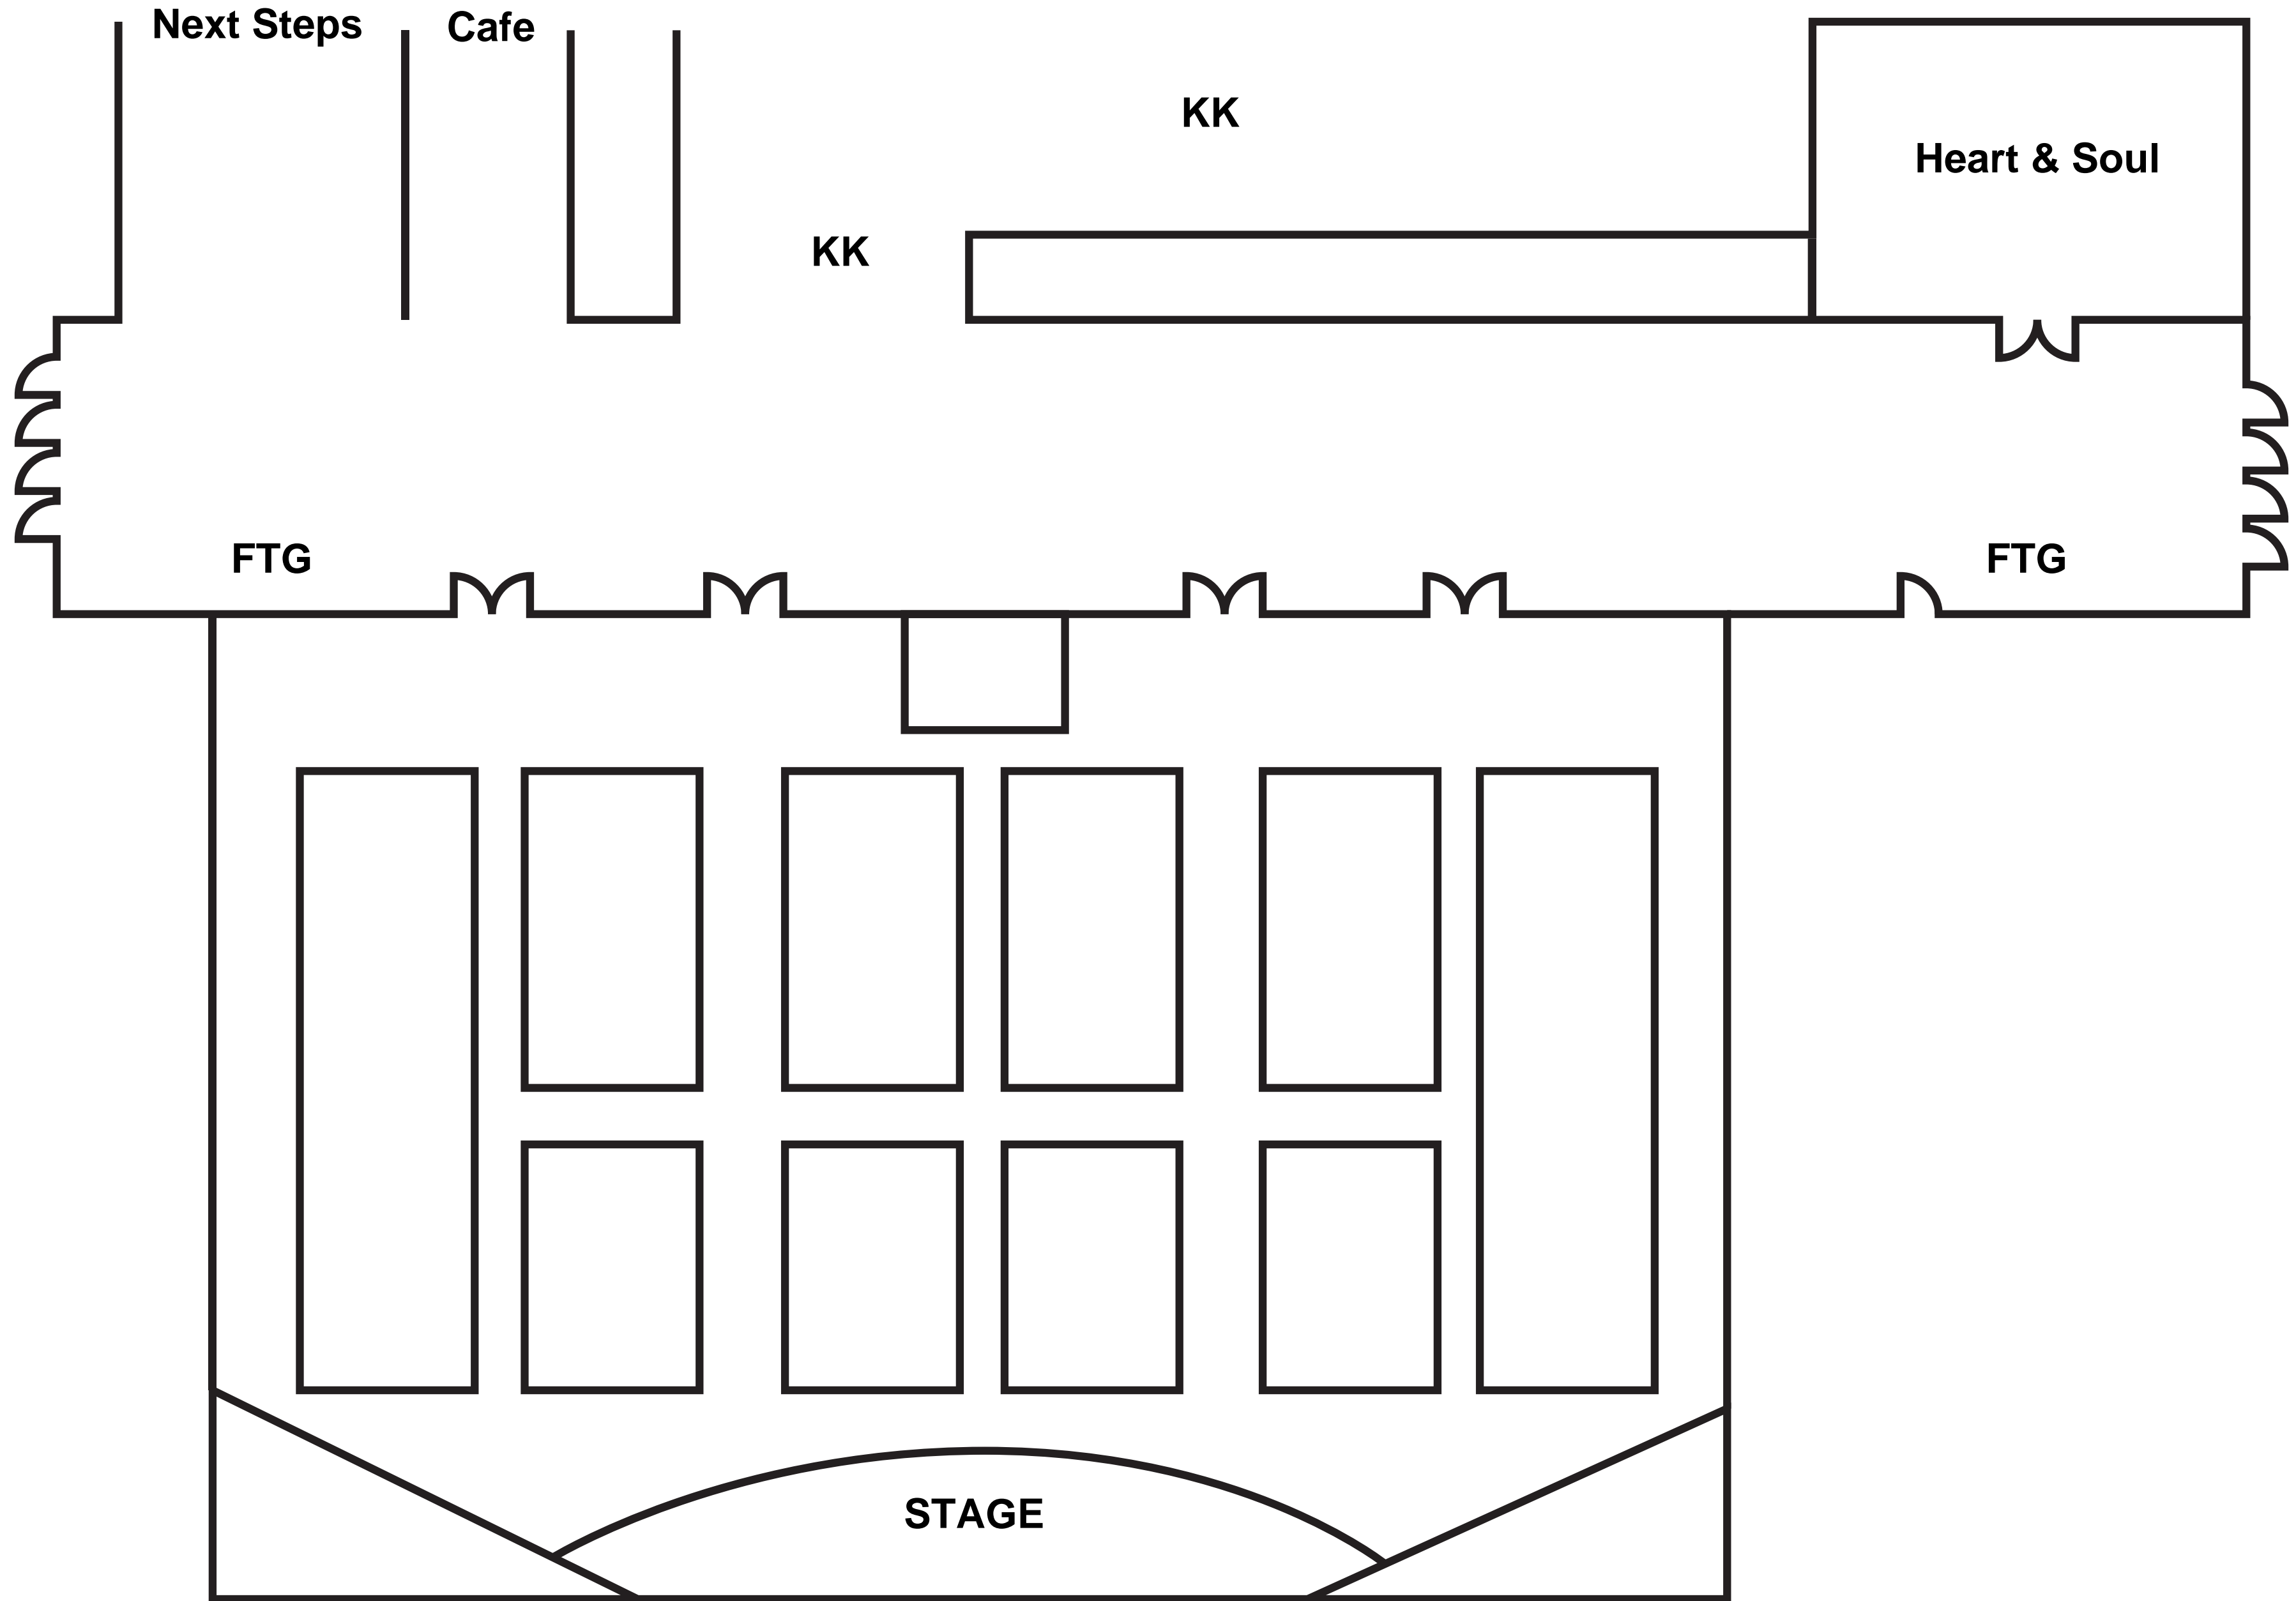 Next Steps
Cafe
KK
Heart & Soul
KK
FTG
FTG
STAGE